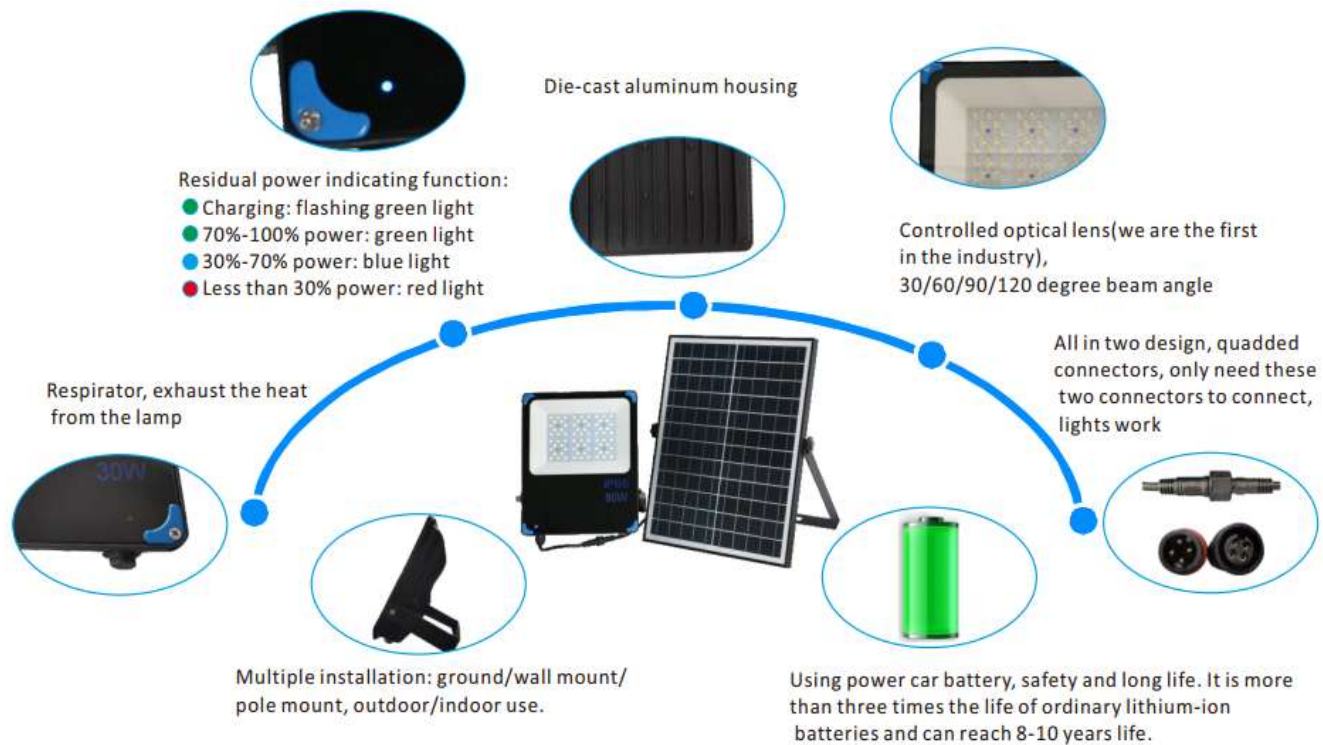 Die-cast aluminum housing
Residual power indicating function:
Charging: flashing green light
70%-100% power: green light
30%-70% power: blue light
Less than 30% power: red light
Controlled optical lens(we are the first
in the industry),
30/60/90/120 degree beam angle
Respirator, exhaust the heat
from the lamp
All in two design, quadded
connectors, only need these
two connectors to connect,
lights work
30W
IP66
80W
Multiple installation: ground/wall mount/
pole mount, outdoor/indoor use.
Using power car battery, safety and long life. It is more
than three times the life of ordinary lithium-ion
batteries and can reach 8-10 years life.